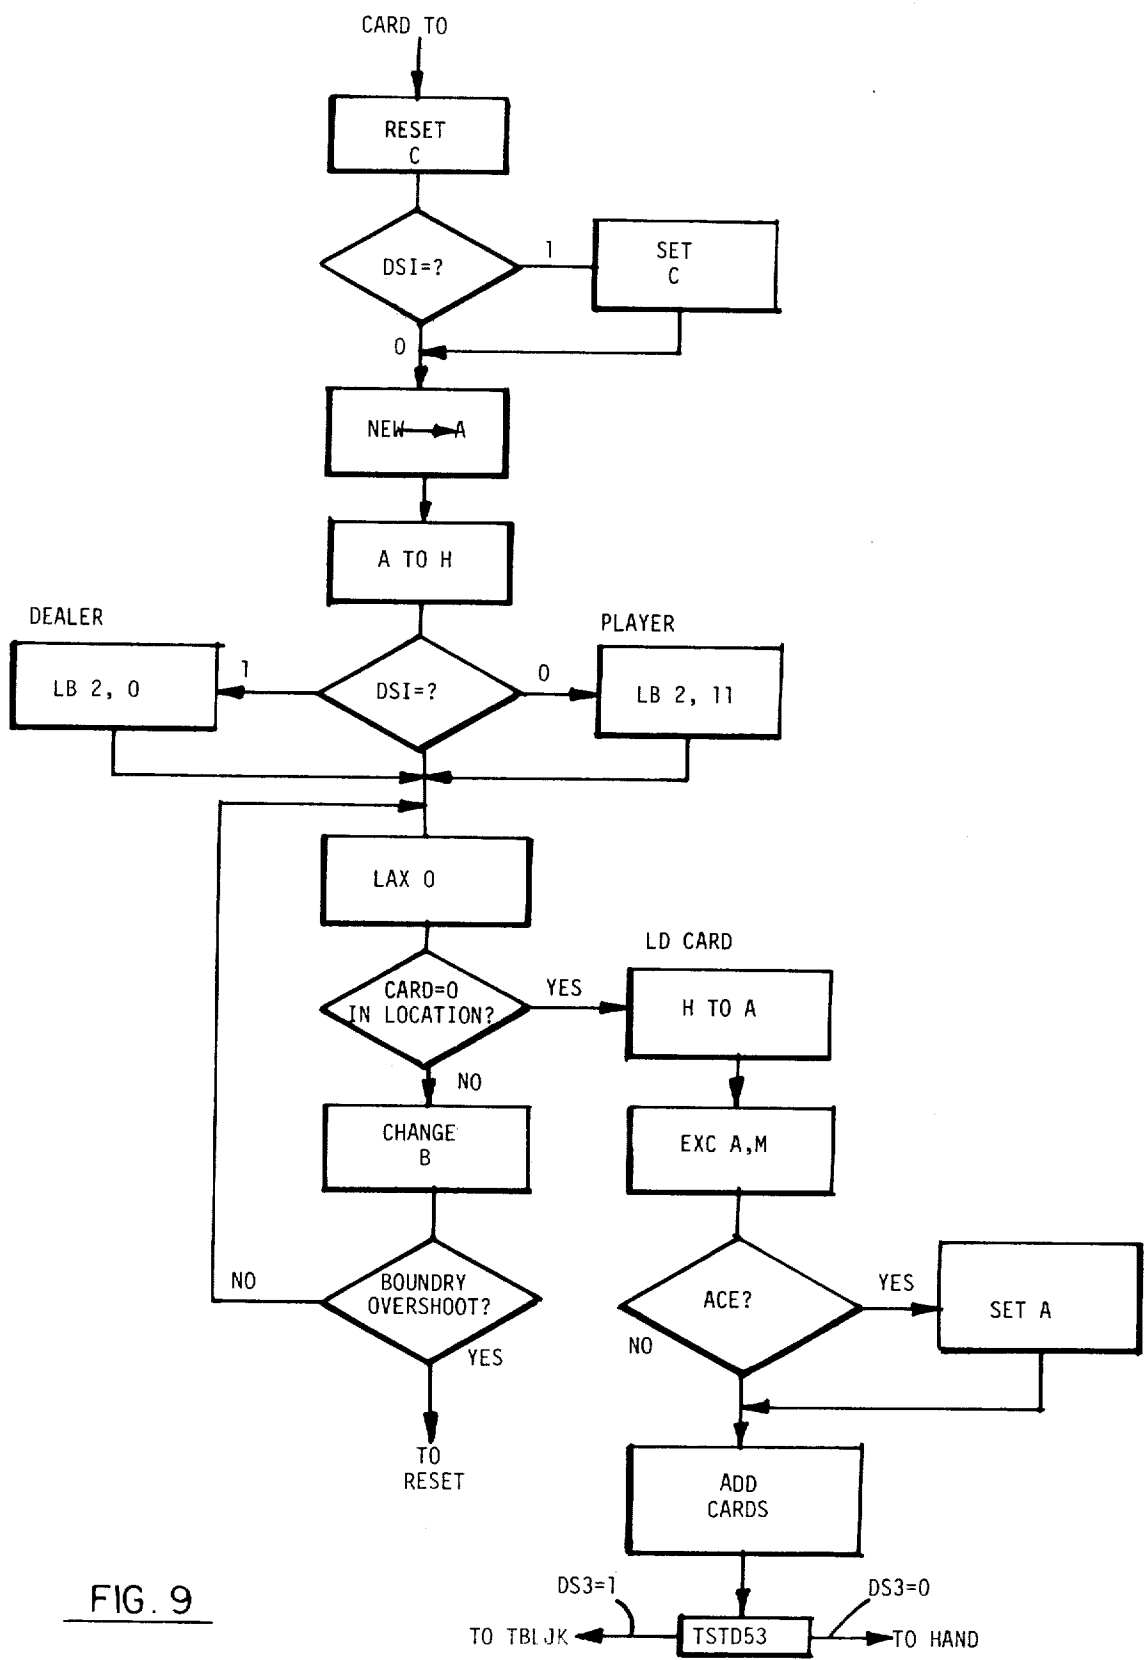 CARD TO
RESET
C
DSI=?
1
SET
C
0
NEW→A
A TO H
DEALER
PLAYER
LB 2, 0
1
DSI=?
0
LB 2, 11
LAX 0
LD CARD
CARD=0
IN LOCATION?
YES
H TO A
NO
CHANGE
B
EXC A,M
NO
BOUNDRY
OVERSHOOT?
YES
ACE?
YES
SET A
NO
TO
RESET
ADD
CARDS
DS3=1
DS3=0
TO TBLJK
TSTD53
TO HAND
FIG. 9